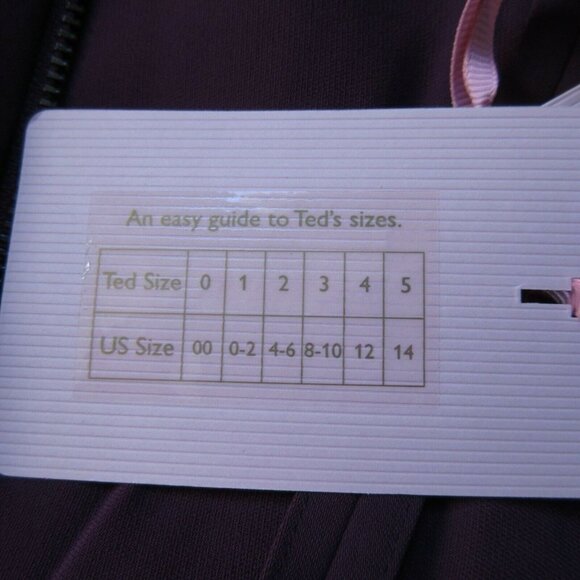 An easy guide to Ted's sizes.
Ted Size 0 1 2 3 4 5
US Size 00 0-2 4-6 8-10 12 14